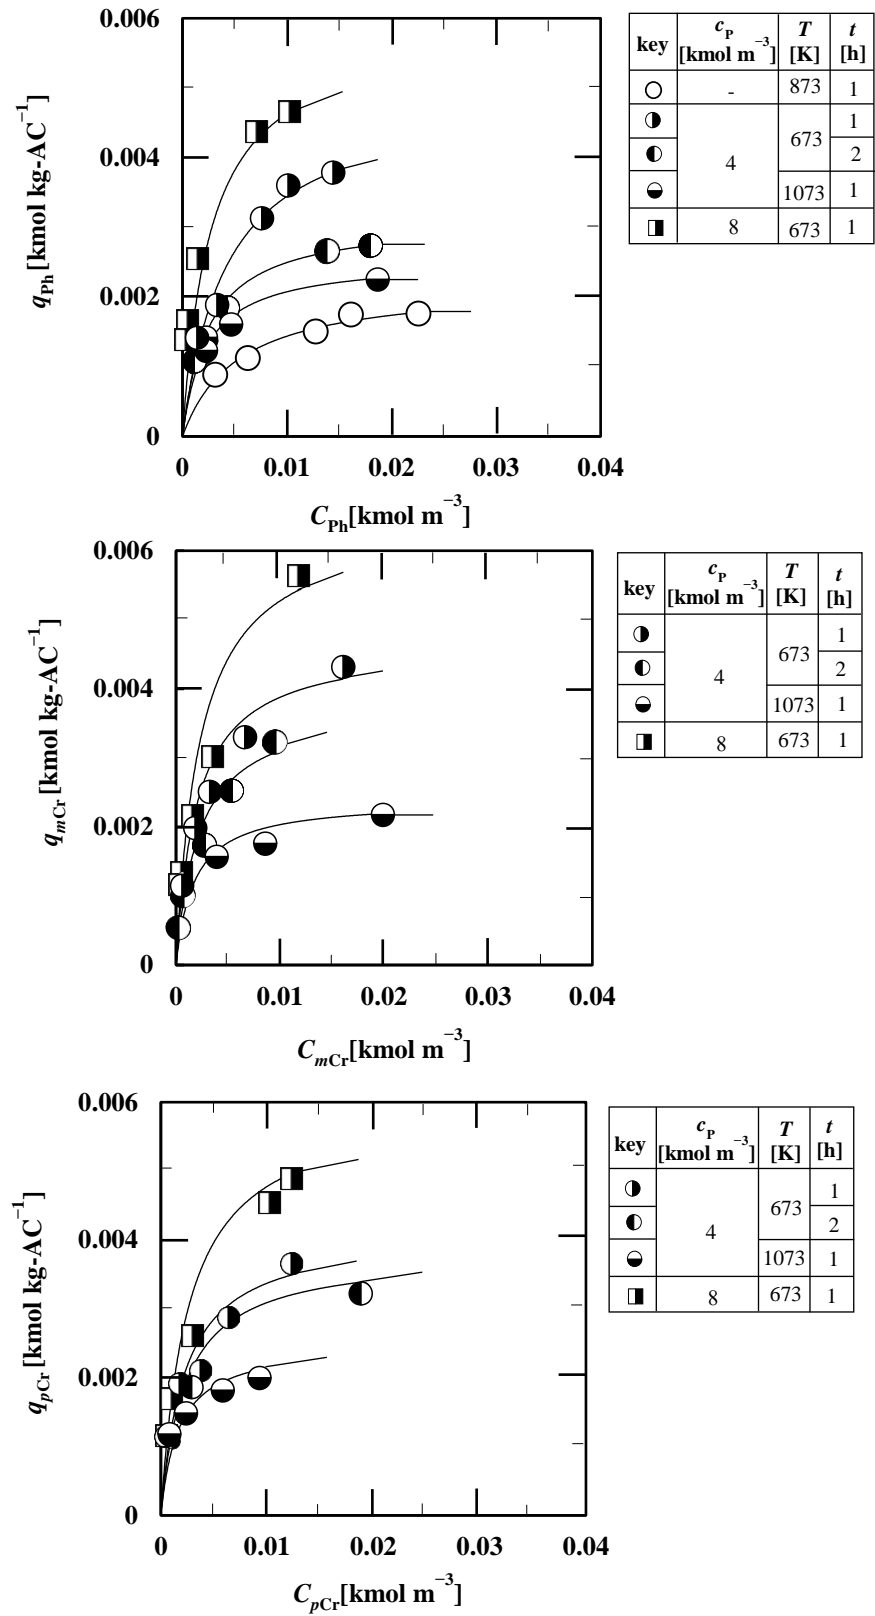 0.006
0.004
0.002
0
0 0.01 0.02 0.03 0.04
q_Ph [kmol kg-AC⁻¹]
C_Ph [kmol m⁻³]
key c_P [kmol m⁻³] T [K] t [h]
- 873 1
4 673 1
2
1073 1
8 673 1
0.006
0.004
0.002
0
0 0.01 0.02 0.03 0.04
q_mCr [kmol kg-AC⁻¹]
C_mCr [kmol m⁻³]
key c_P [kmol m⁻³] T [K] t [h]
4 673 1
2
1073 1
8 673 1
0.006
0.004
0.002
0
0 0.01 0.02 0.03 0.04
q_pCr [kmol kg-AC⁻¹]
C_pCr [kmol m⁻³]
key c_P [kmol m⁻³] T [K] t [h]
4 673 1
2
1073 1
8 673 1